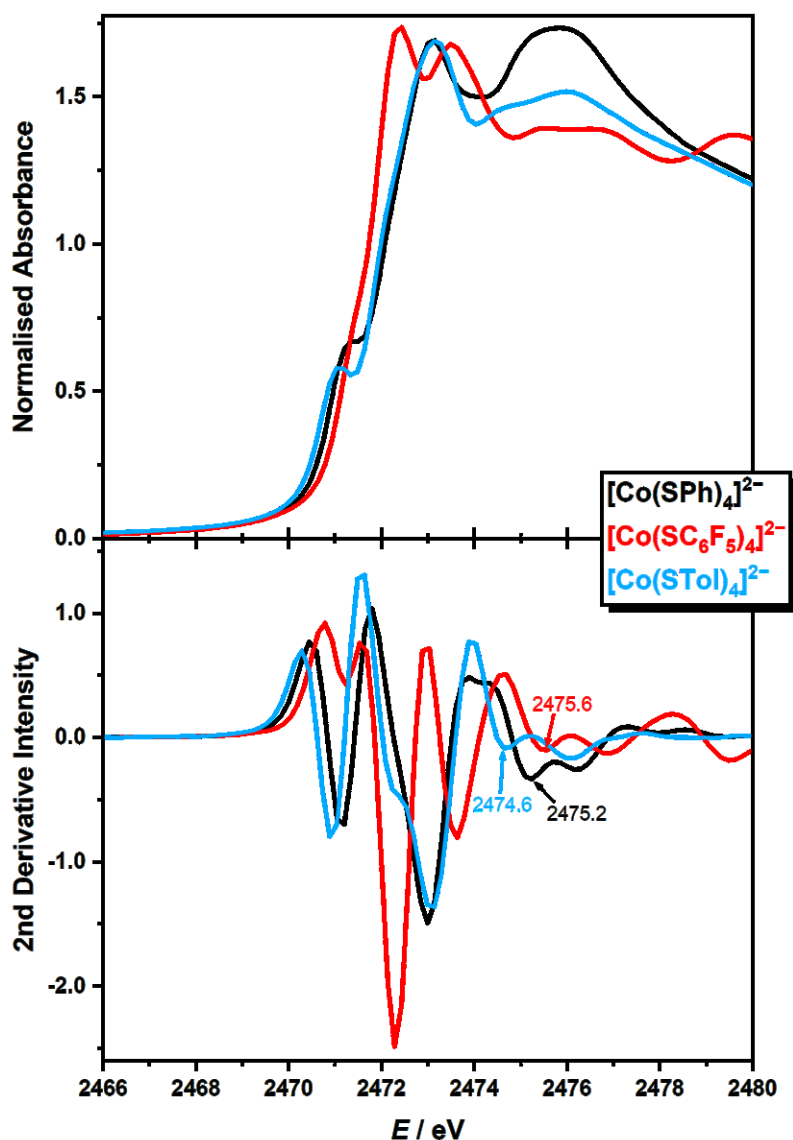 Normalised Absorbance
1.5
1.0
0.5
0.0
[Co(SPh)₄]²⁻
[Co(SC₆F₅)₄]²⁻
[Co(STol)₄]²⁻
2nd Derivative Intensity
1.0
0.0
-1.0
-2.0
2475.6
2474.6
2475.2
2466 2468 2470 2472 2474 2476 2478 2480
E / eV